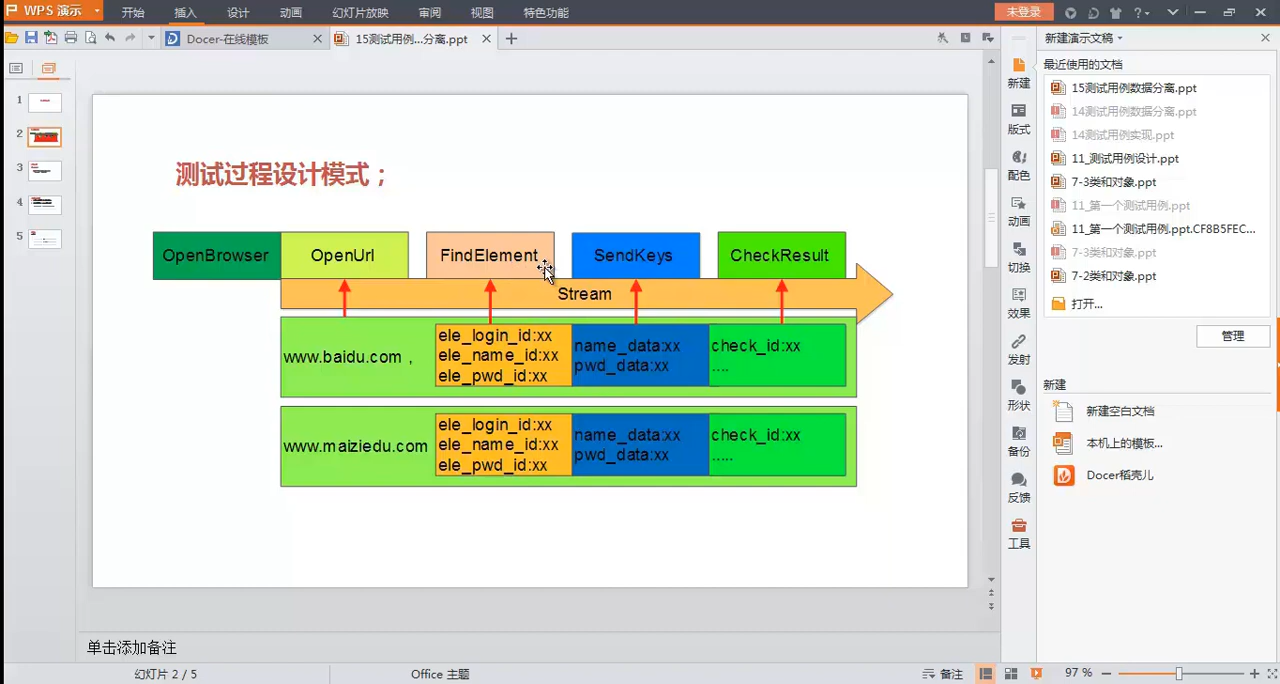 WPS 演示
开始 插入 设计 动画 幻灯片放映 审阅 视图 特色功能
未登录
Docer-在线模板
15测试用例...分离.ppt
新建演示文稿
最近使用的文档
15测试用例数据分离.ppt
14测试用例数据分离.ppt
14测试用例实现.ppt
11_测试用例设计.ppt
7-3类和对象.ppt
11_第一个测试用例.ppt
11_第一个测试用例.ppt.CF8B5FEC...
7-3类和对象.ppt
7-2类和对象.ppt
打开...
管理
新建
新建空白文档
本机上的模板...
Docer稻壳儿
新建
版式
配色
动画
切换
效果
发射
形状
备份
反馈
工具
1
2
3
4
5
测试过程设计模式；
OpenBrowser
OpenUrl
FindElement
SendKeys
CheckResult
Stream
www.baidu.com，
ele_login_id:xx
ele_name_id:xx
ele_pwd_id:xx
name_data:xx
pwd_data:xx
check_id:xx
....
www.maiziedu.com
ele_login_id:xx
ele_name_id:xx
ele_pwd_id:xx
name_data:xx
pwd_data:xx
check_id:xx
.....
单击添加备注
幻灯片 2 / 5
Office 主题
备注
97 %